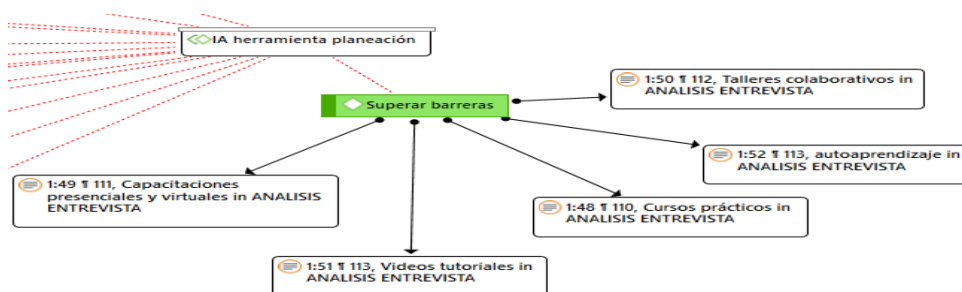 IA herramienta planeación
1:50 ¶ 112, Talleres colaborativos in
ANALISIS ENTREVISTA
Superar barreras
1:52 ¶ 113, autoaprendizaje in
ANALISIS ENTREVISTA
1:49 ¶ 111, Capacitaciones
presenciales y virtuales in ANALISIS
ENTREVISTA
1:48 ¶ 110, Cursos prácticos in
ANALISIS ENTREVISTA
1:51 ¶ 113, Videos tutoriales in
ANALISIS ENTREVISTA